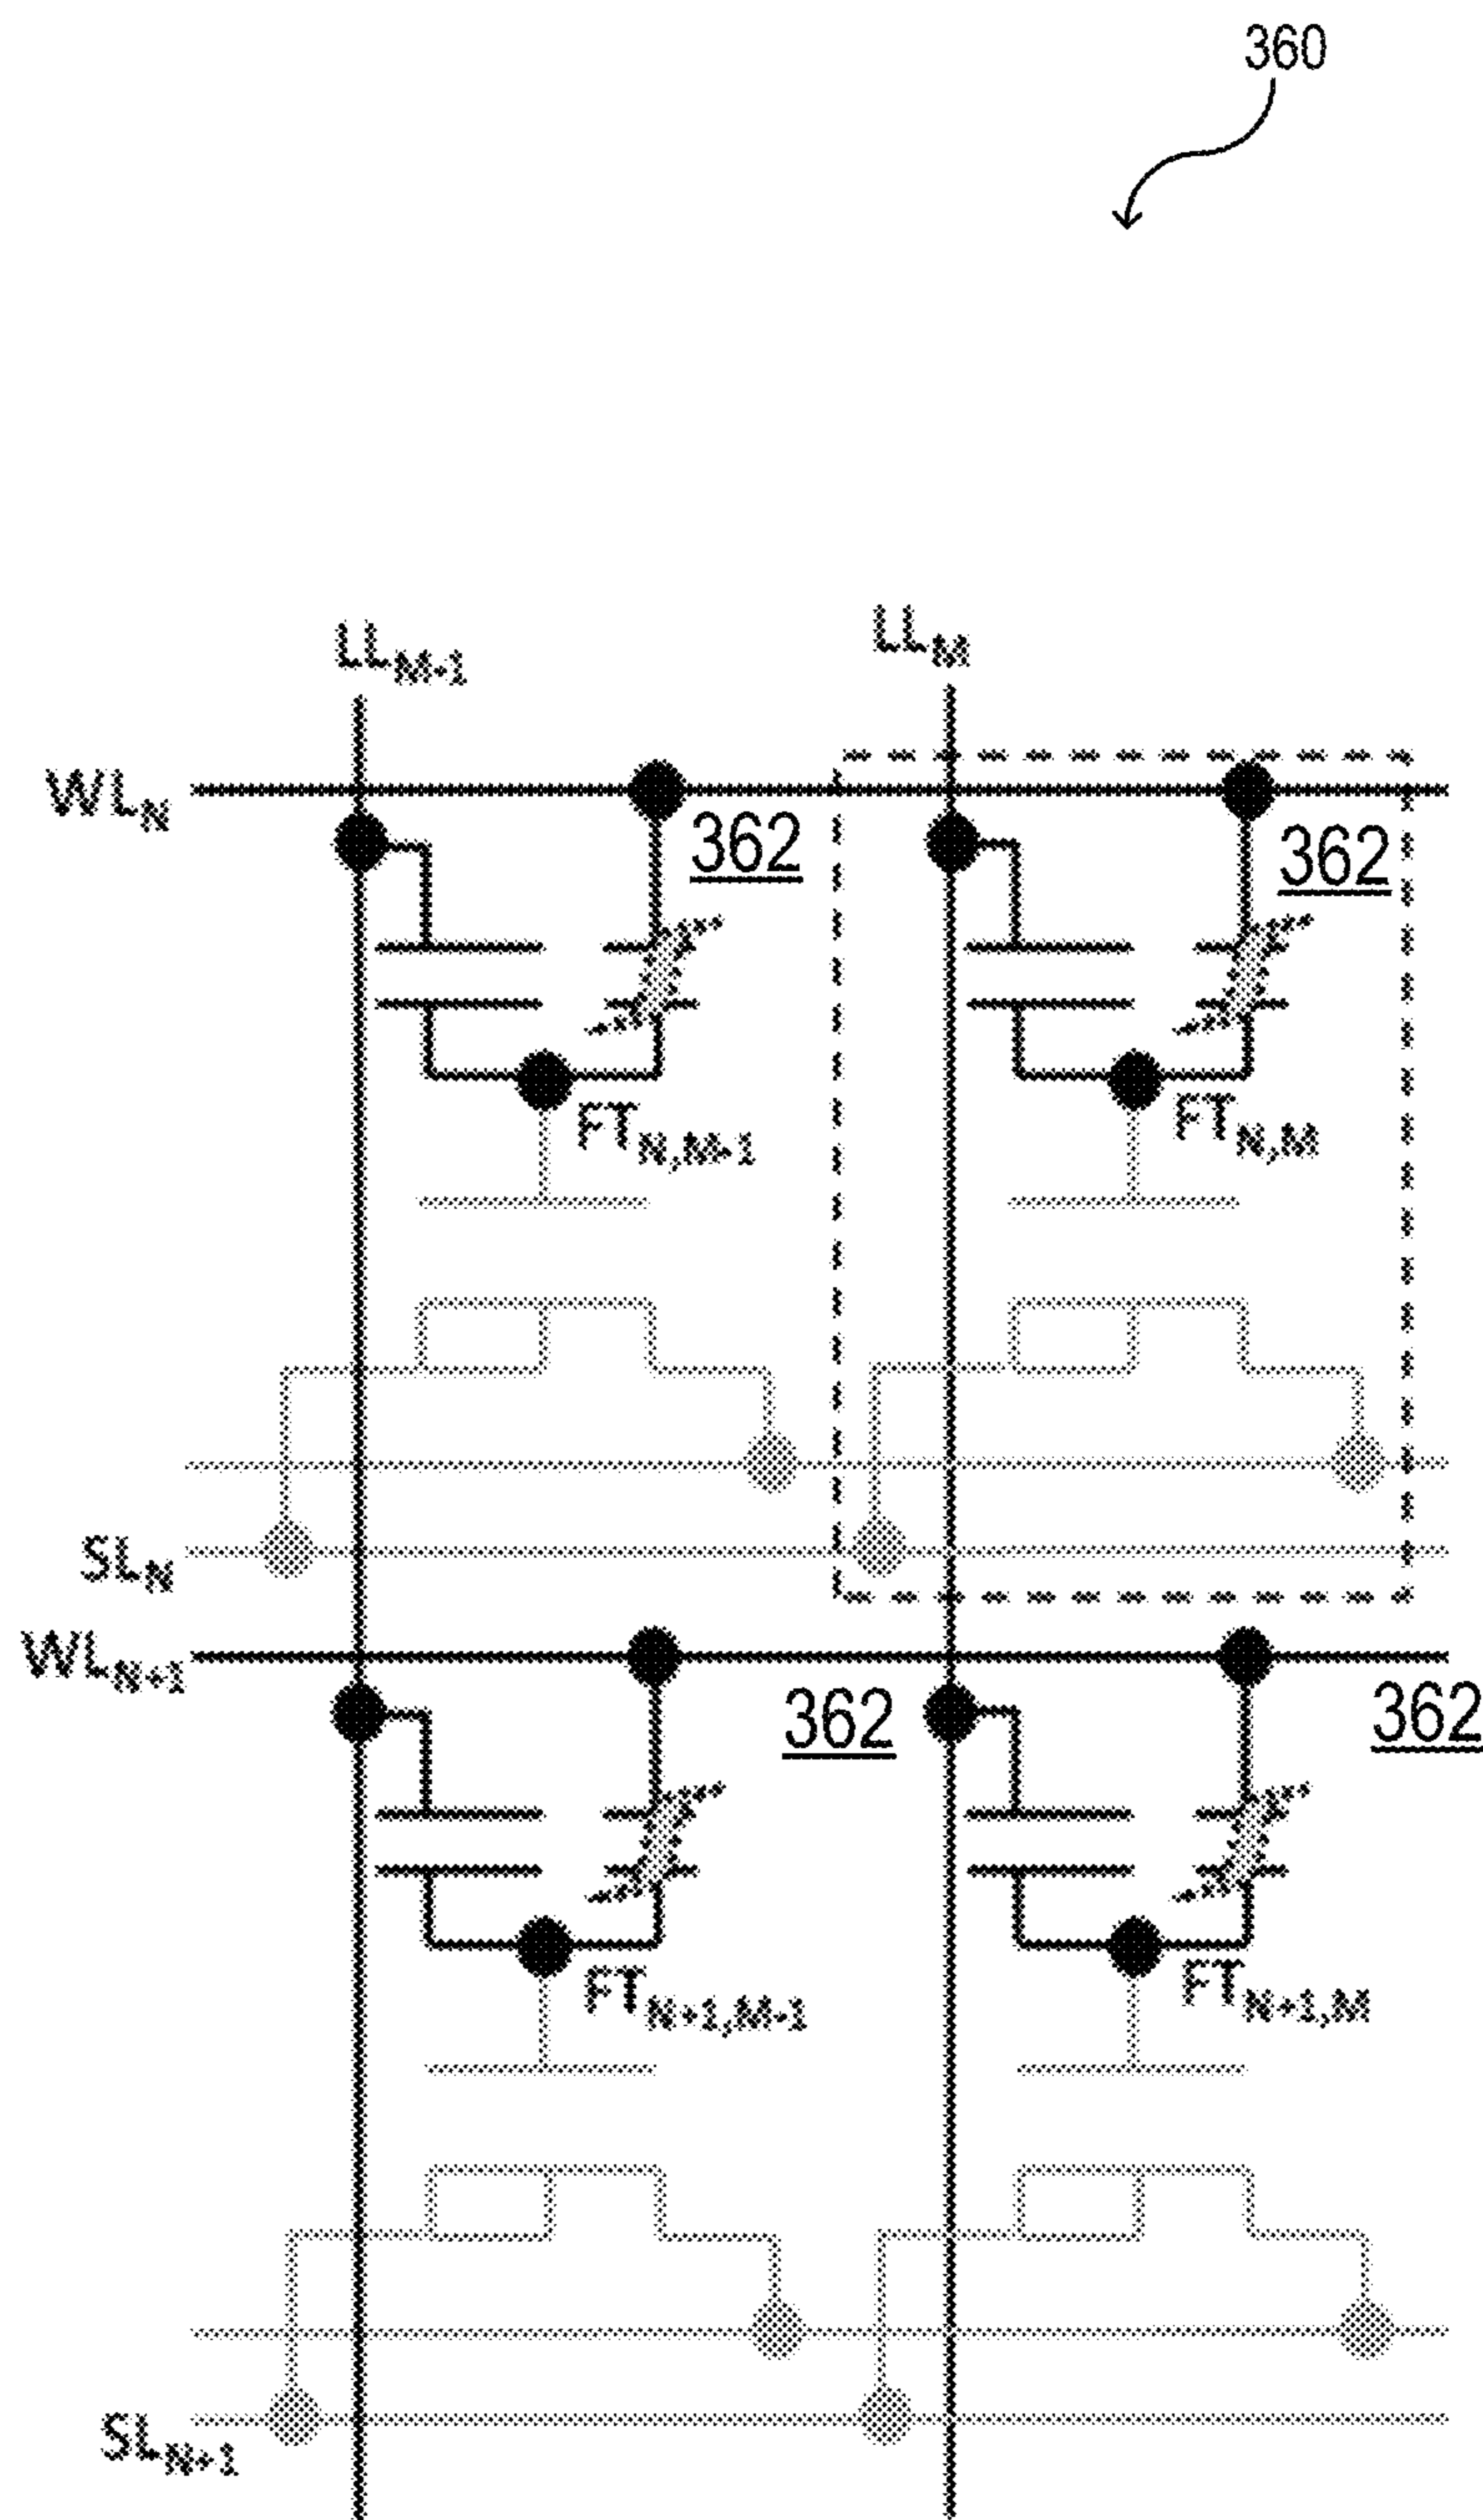 360
LL_M-1
LL_M
WL_N
362
362
FT_N,M-1
FT_N,M
SL_N
WL_N+1
362
362
FT_N+1,M-1
FT_N+1,M
SL_N+1